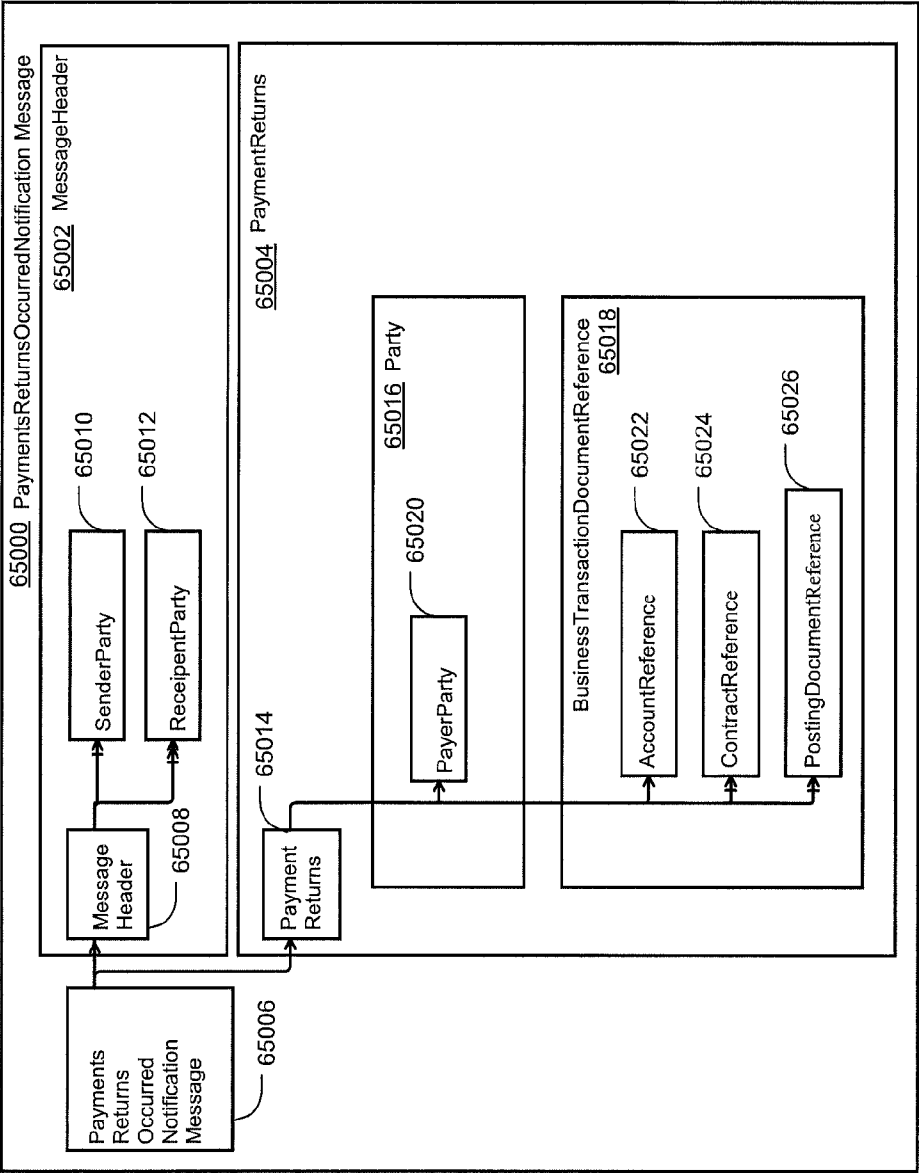 65000 PaymentsReturnsOccurredNotification Message
65002 MessageHeader
Payments
Returns
Occurred
Notification
Message
65006
Message
Header
65008
SenderParty
65010
ReceipentParty
65012
65004 PaymentReturns
Payment
Returns
65014
65016 Party
PayerParty
65020
BusinessTransactionDocumentReference
65018
AccountReference
65022
ContractReference
65024
PostingDocumentReference
65026